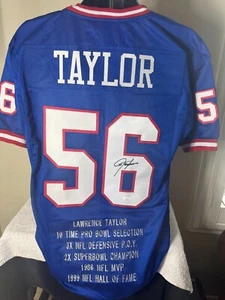 TAYLOR
56
56
56
LAWRENCE TAYLOR
10 TIME PRO BOWL SELECTION
3X NFL DEFENSIVE P.O.Y.
2X SUPERBOWL CHAMPION
1986 NFL MVP
1999 NFL HALL OF FAME